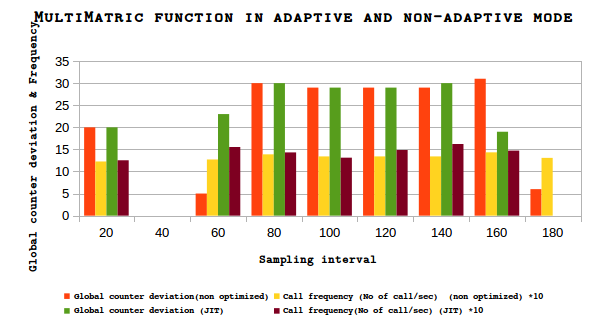 MultiMatric function in adaptive and non-adaptive mode
Global counter deviation & Frequency
35
30
25
20
15
10
5
0
20 40 60 80 100 120 140 160 180
Sampling interval
Global counter deviation(non optimized) Call frequency (No of call/sec) (non optimized) *10
Global counter deviation (JIT) Call frequency(No of call/sec) (JIT) *10